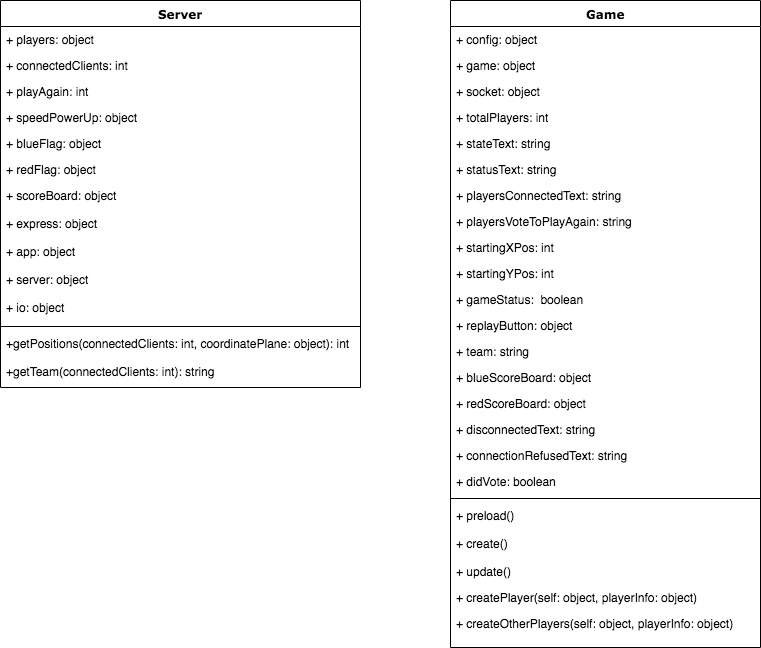 Server
+ players: object
+ connectedClients: int
+ playAgain: int
+ speedPowerUp: object
+ blueFlag: object
+ redFlag: object
+ scoreBoard: object
+ express: object
+ app: object
+ server: object
+ io: object
+getPositions(connectedClients: int, coordinatePlane: object): int
+getTeam(connectedClients: int): string
Game
+ config: object
+ game: object
+ socket: object
+ totalPlayers: int
+ stateText: string
+ statusText: string
+ playersConnectedText: string
+ playersVoteToPlayAgain: string
+ startingXPos: int
+ startingYPos: int
+ gameStatus:  boolean
+ replayButton: object
+ team: string
+ blueScoreBoard: object
+ redScoreBoard: object
+ disconnectedText: string
+ connectionRefusedText: string
+ didVote: boolean
+ preload()
+ create()
+ update()
+ createPlayer(self: object, playerInfo: object)
+ createOtherPlayers(self: object, playerInfo: object)